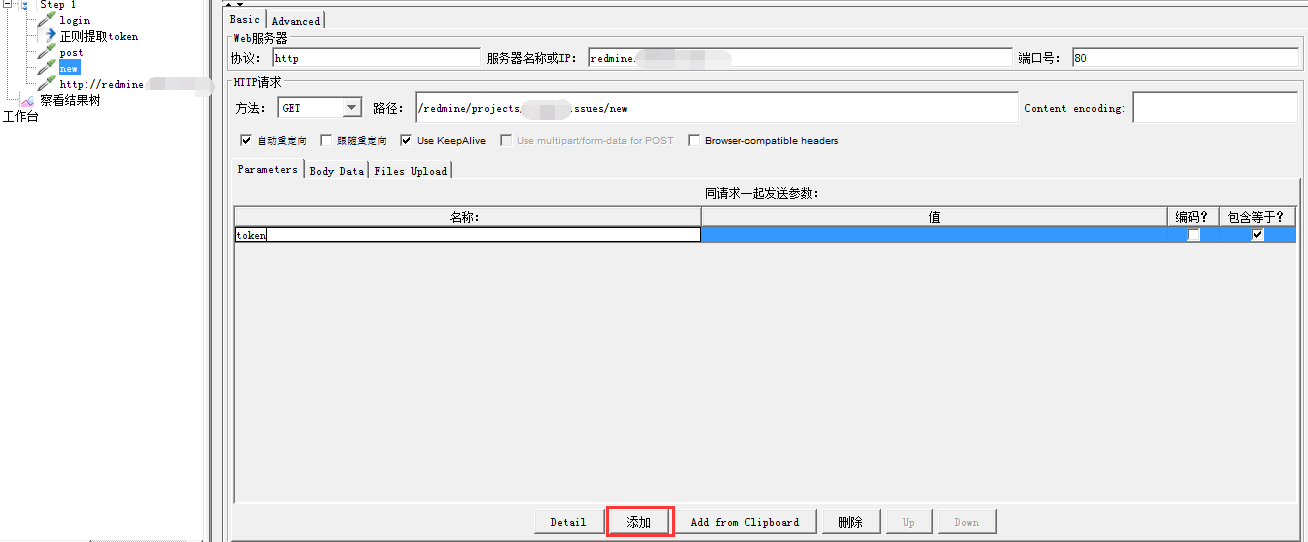 Step 1
login
正则提取token
post
new
http://redmine
察看结果树
工作台
Basic Advanced
Web服务器
协议： http 服务器名称或IP： redmine. 端口号： 80
HTTP请求
方法： GET 路径： /redmine/projects/ issues/new Content encoding:
自动重定向 跟随重定向 Use KeepAlive Use multipart/form-data for POST Browser-compatible headers
Parameters Body Data Files Upload
同请求一起发送参数：
名称： 值 编码? 包含等于?
token
Detail 添加 Add from Clipboard 删除 Up Down